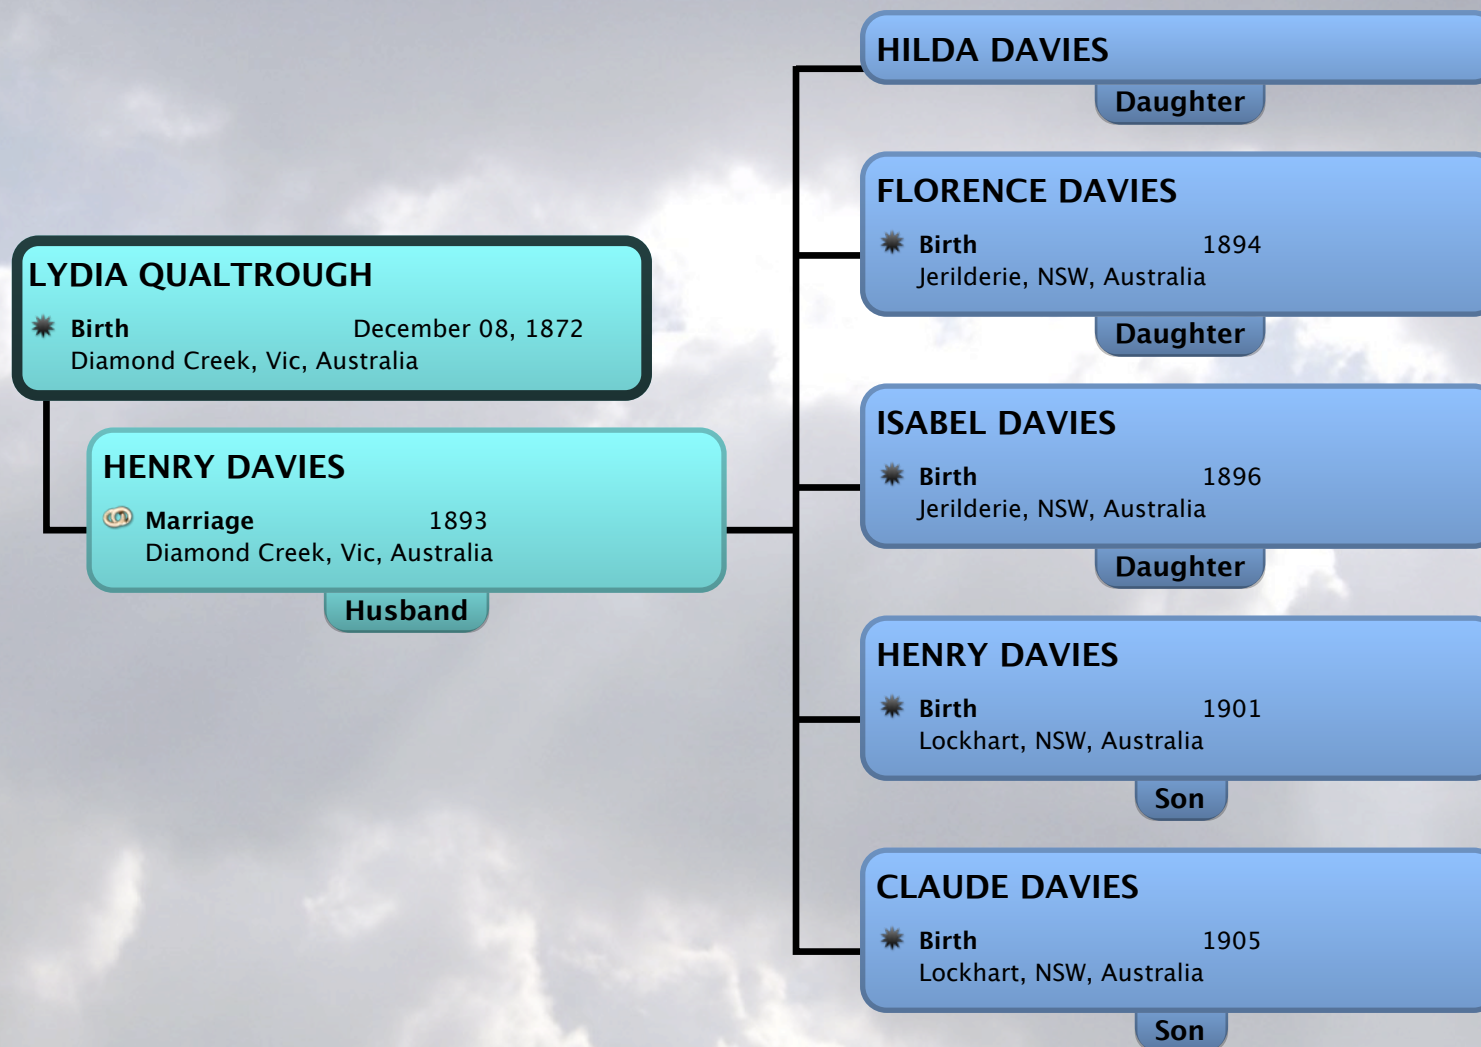 LYDIA QUALTROUGH
Birth December 08, 1872
Diamond Creek, Vic, Australia
HENRY DAVIES
Marriage 1893
Diamond Creek, Vic, Australia
Husband
HILDA DAVIES
Daughter
FLORENCE DAVIES
Birth 1894
Jerilderie, NSW, Australia
Daughter
ISABEL DAVIES
Birth 1896
Jerilderie, NSW, Australia
Daughter
HENRY DAVIES
Birth 1901
Lockhart, NSW, Australia
Son
CLAUDE DAVIES
Birth 1905
Lockhart, NSW, Australia
Son